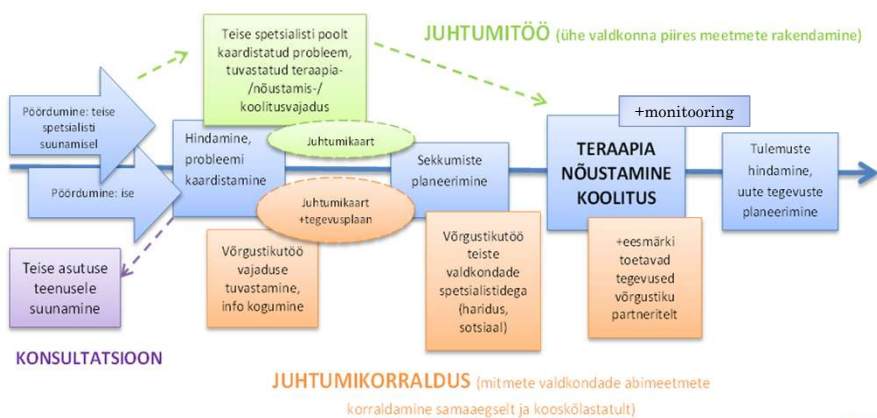 Teise spetsialisti poolt
kaardistatud probleem,
tuvastatud teraapia-
/nõustamis-/
koolitusvajadus
JUHTUMITÖÖ (ühe valdkonna piires meetmete rakendamine)
Pöördumine: teise
spetsialisti
suunamisel
Pöördumine: ise
Hindamine,
probleemi
kaardistamine
Juhtumikaart
Juhtumikaart
+tegevusplaan
Sekkumiste
planeerimine
+monitooring
TERAAPIA
NÕUSTAMINE
KOOLITUS
Tulemuste
hindamine,
uute tegevuste
planeerimine
Teise asutuse
teenusele
suunamine
KONSULTATSIOON
Võrgustikutöö
vajaduse
tuvastamine,
info kogumine
Võrgustikutöö
teiste
valdkondade
spetsialistidega
(haridus,
sotsiaal)
+eesmärki
toetavad
tegevused
võrgustiku
partneritelt
JUHTUMIKORRALDUS (mitmete valdkondade abimeetmete
korraldamine samaaegselt ja kooskõlastatult)